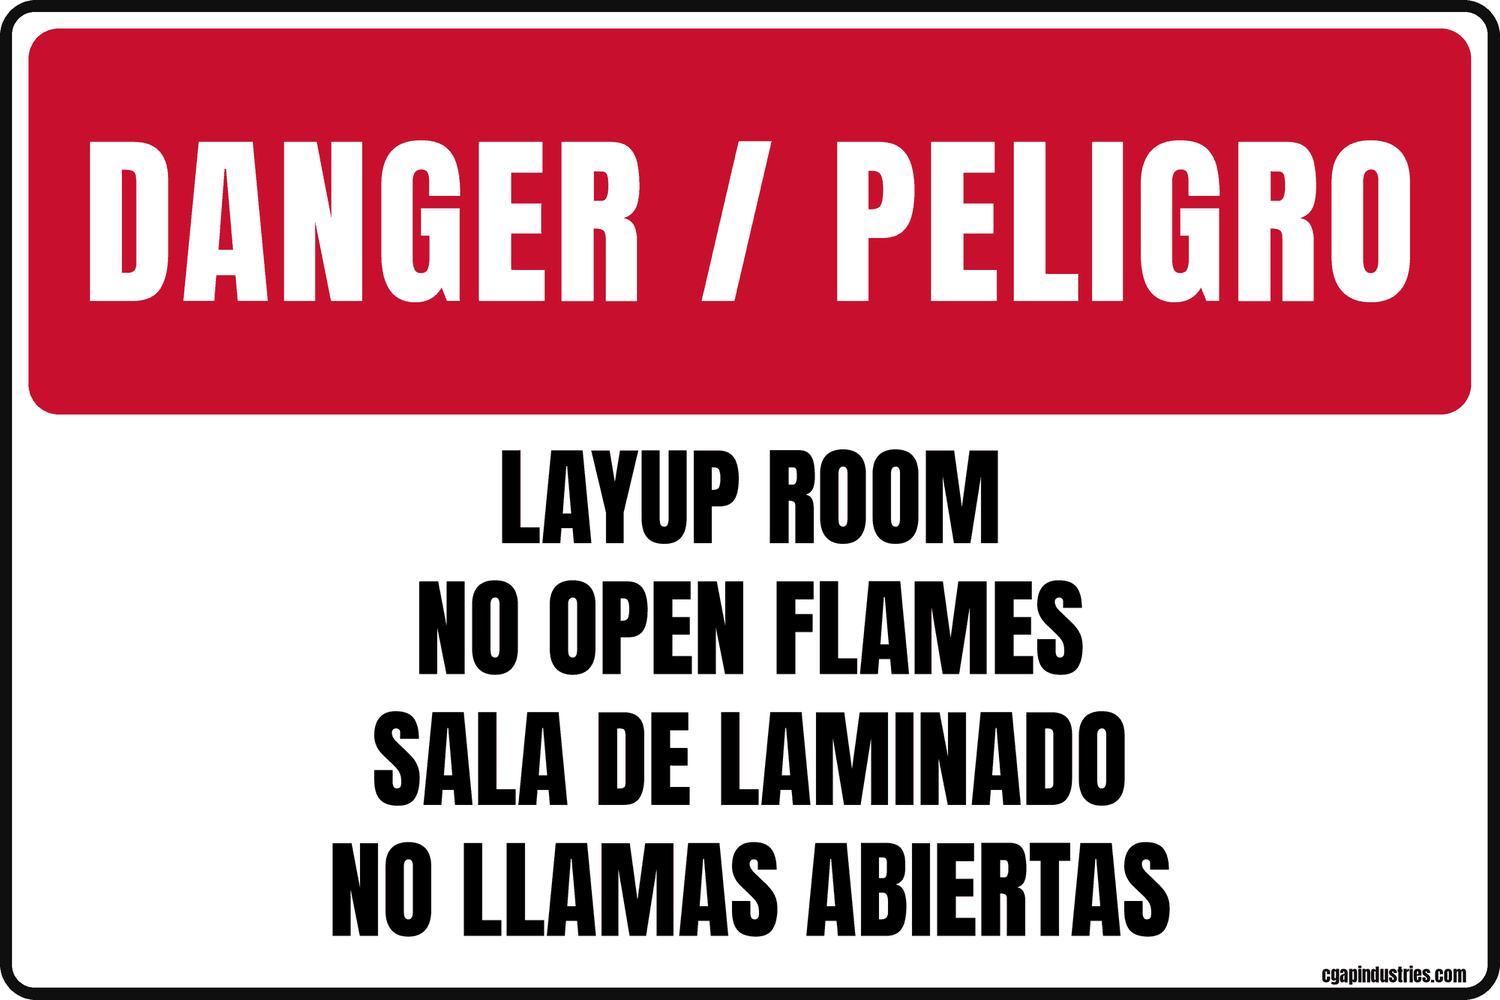 DANGER / PELIGRO
LAYUP ROOM
NO OPEN FLAMES
SALA DE LAMINADO
NO LLAMAS ABIERTAS
cgapindustries.com